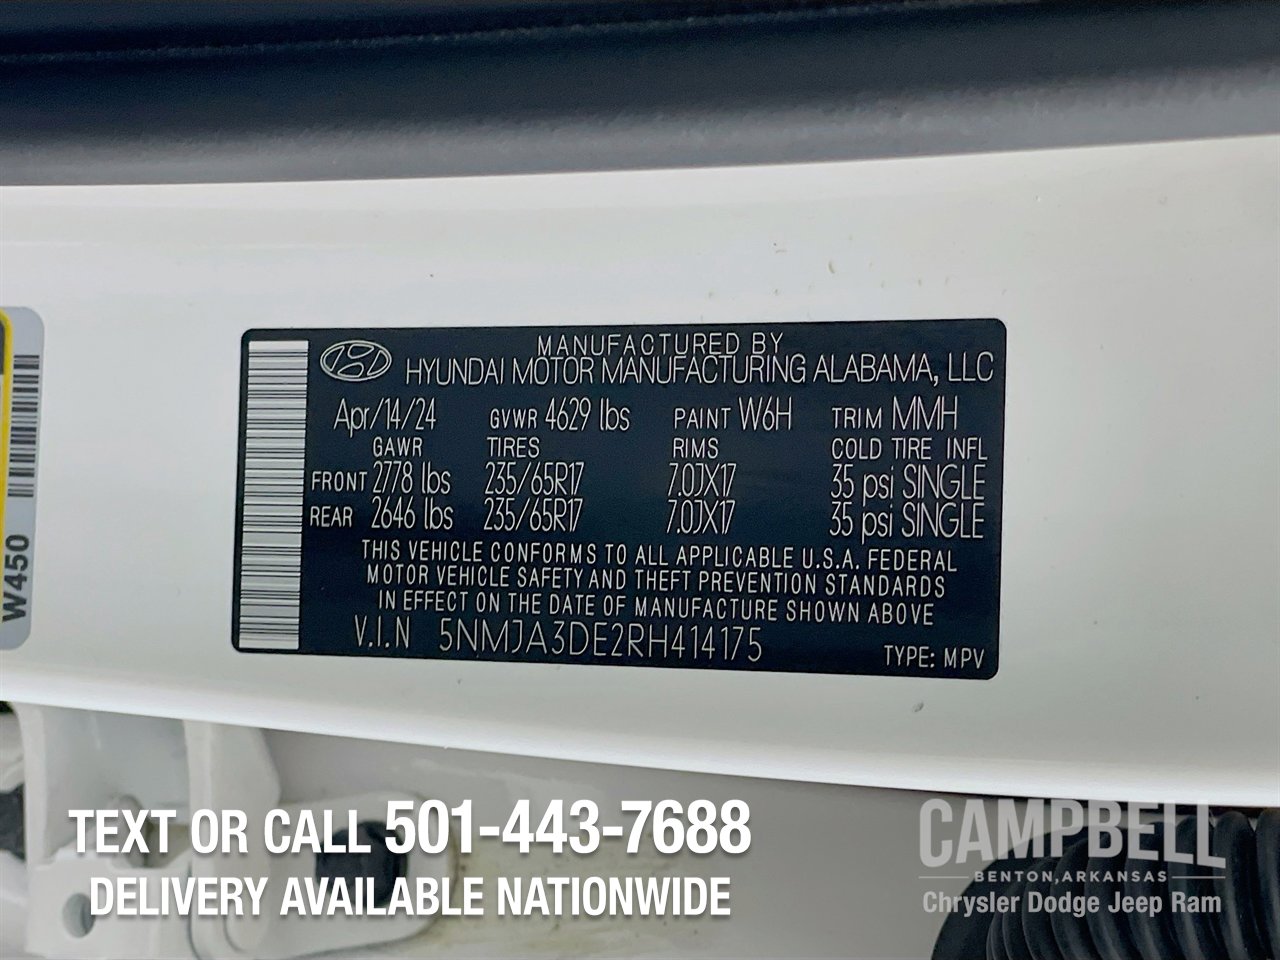 MANUFACTURED BY
HYUNDAI MOTOR MANUFACTURING ALABAMA, LLC
Apr/14/24 GVWR 4629 lbs PAINT W6H TRIM MMH
GAWR TIRES RIMS COLD TIRE INFL
FRONT 2778 lbs 235/65R17 7.0JX17 35 psi SINGLE
REAR 2646 lbs 235/65R17 7.0JX17 35 psi SINGLE
THIS VEHICLE CONFORMS TO ALL APPLICABLE U.S.A. FEDERAL
MOTOR VEHICLE SAFETY AND THEFT PREVENTION STANDARDS
IN EFFECT ON THE DATE OF MANUFACTURE SHOWN ABOVE
V.I.N 5NMJA3DE2RH414175
TYPE: MPV
W450
TEXT OR CALL 501-443-7688
DELIVERY AVAILABLE NATIONWIDE
CAMPBELL
BENTON, ARKANSAS
Chrysler Dodge Jeep Ram